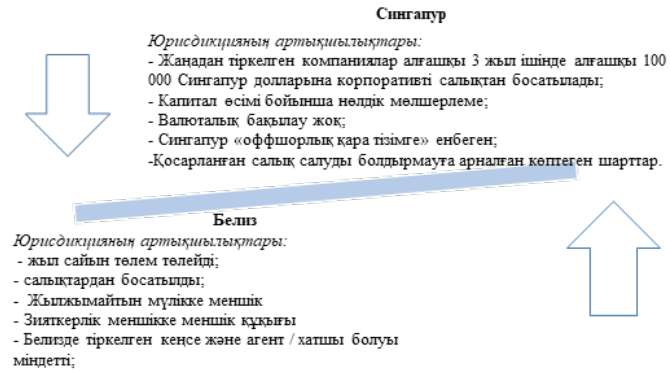 Сингапур
Юрисдикцияның артықшылықтары:
- Жаңадан тіркелген компаниялар алғашқы 3 жыл ішінде алғашқы 100
000 Сингапур долларына корпоративті салықтан босатылады;
- Капитал өсімі бойынша нөлдік мөлшерлеме;
- Валюталық бақылау жоқ;
- Сингапур «оффшорлық қара тізімге» енбеген;
-Қосарланған салық салуды болдырмауға арналған көптеген шарттар.
Белиз
Юрисдикцияның артықшылықтары:
- жыл сайын төлем төлейді;
- салықтардан босатылды;
- Жылжымайтын мүлікке меншік
- Зияткерлік меншікке меншік құқығы
- Белизде тіркелген кеңсе және агент / хатшы болуы
міндетті;